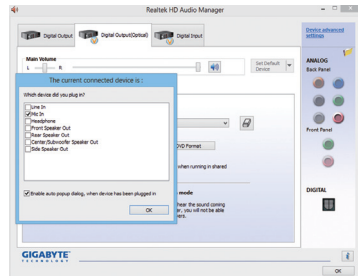 Realtek HD Audio Manager
Digital Output
Digital Output(Optical)
Digital Input
Device advanced
settings
Main Volume
L
R
Set Default
Device
ANALOG
Back Panel
The current connected device is :
Which device did you plug in?
Line In
Mic In
Headphone
Front Speaker Out
Rear Speaker Out
Center/Subwoofer Speaker Out
Side Speaker Out
Enable auto popup dialog, when device has been plugged in
OK
DVD Format
when running in shared
mode
hear the sound coming
er, you will not be able
Front Panel
DIGITAL
GIGABYTE
TECHNOLOGY
i
OK